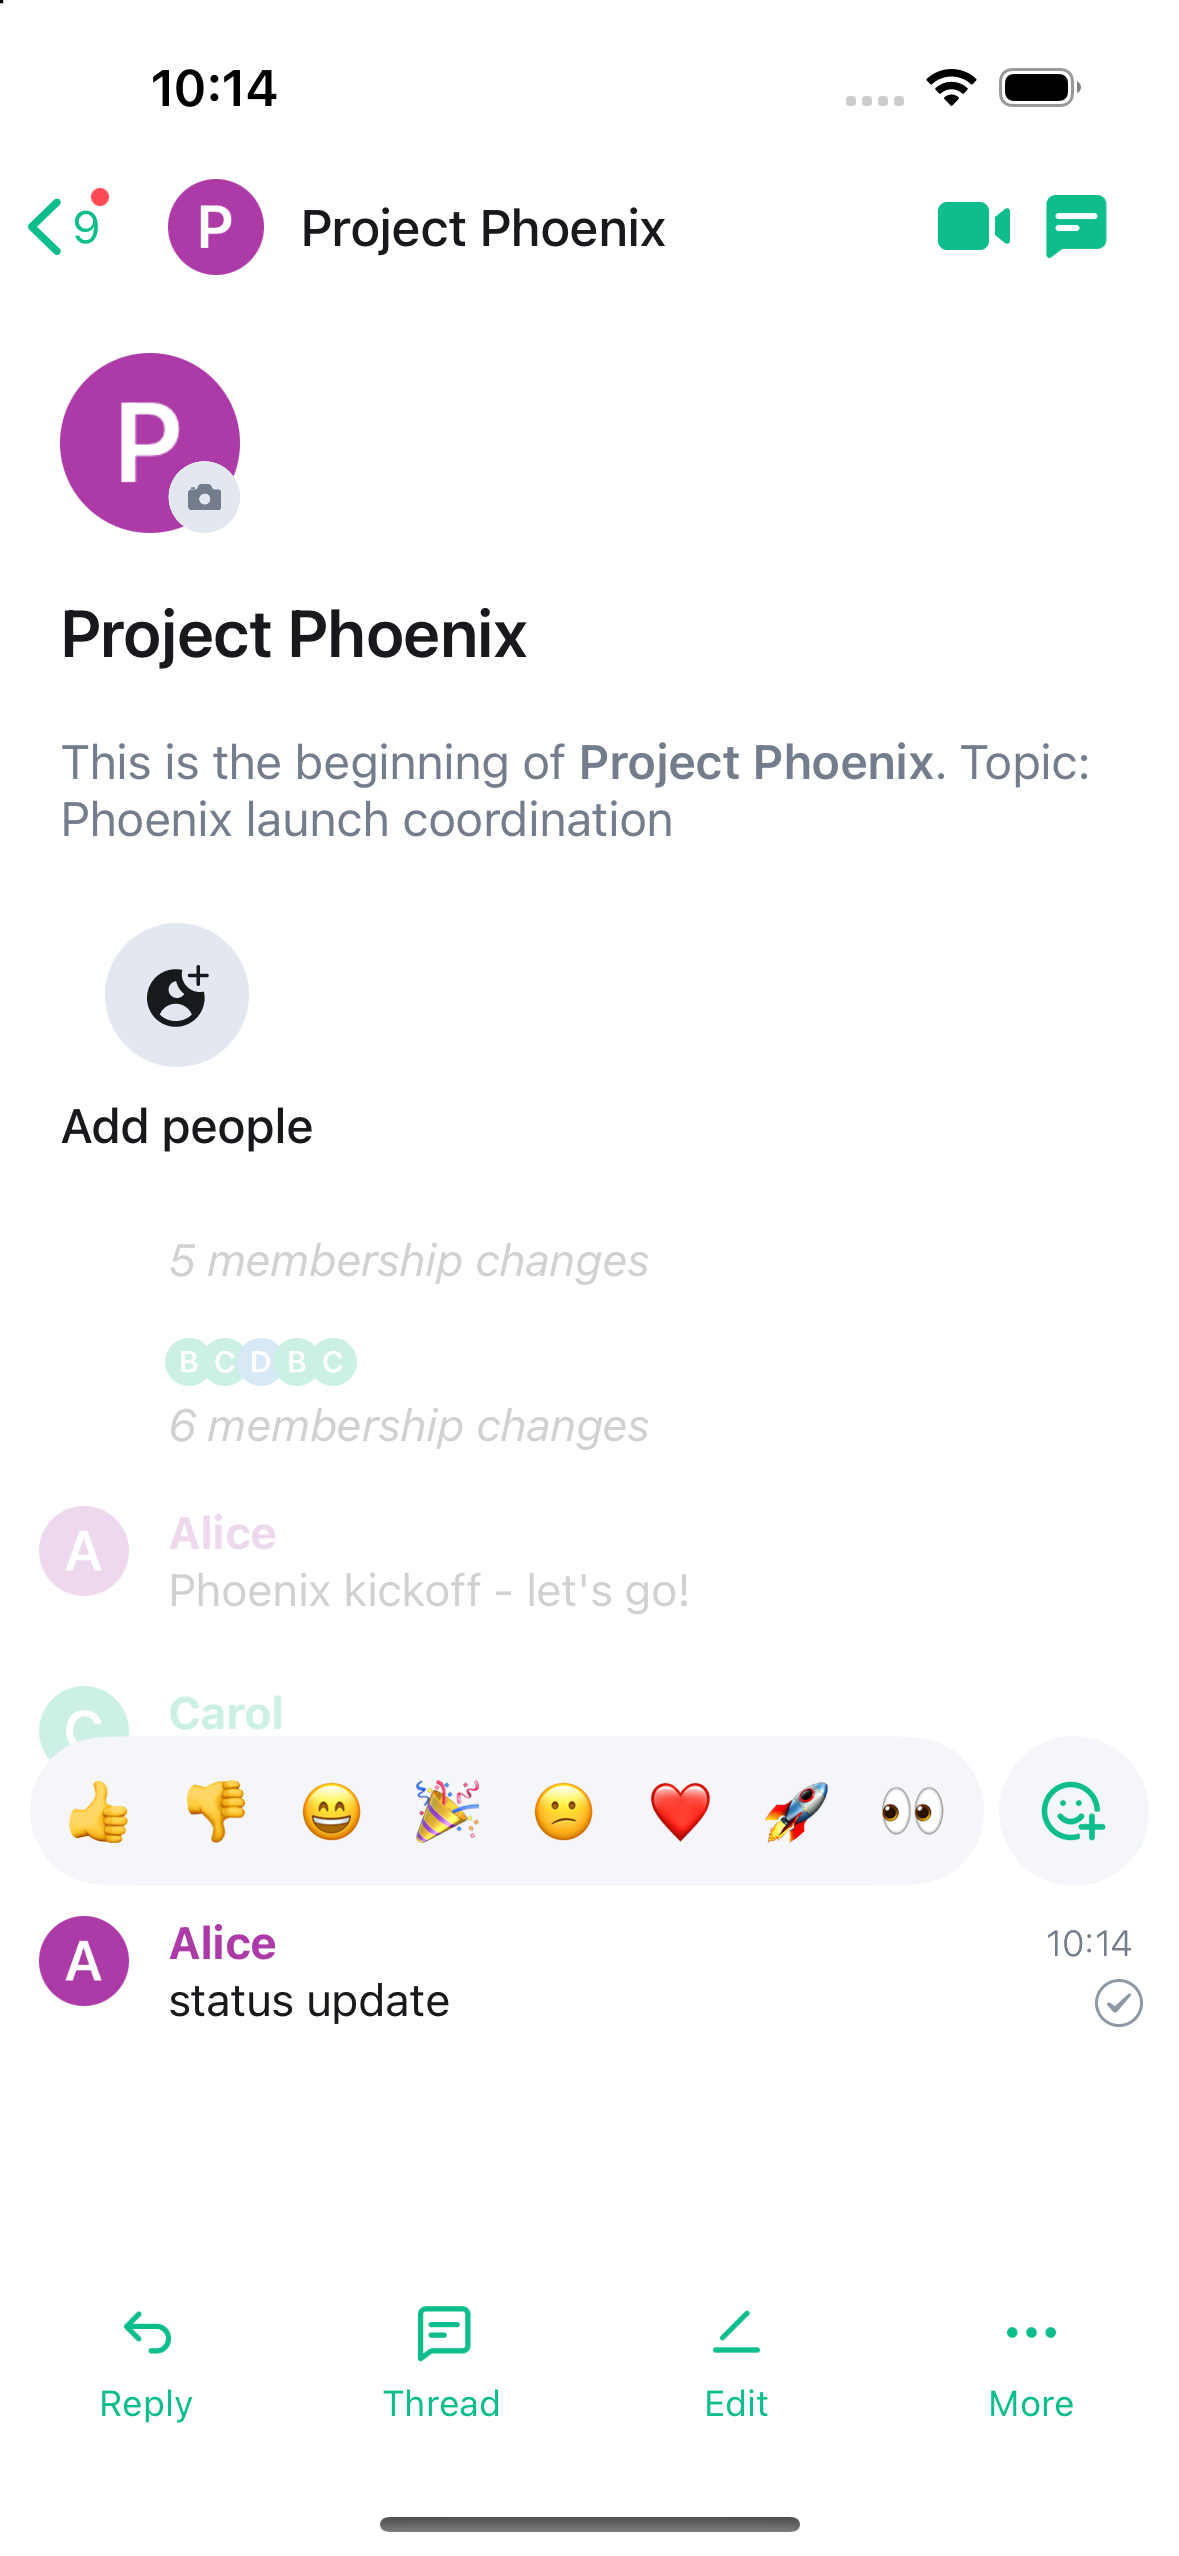 10:14
9
P
Project Phoenix
P
Project Phoenix
This is the beginning of Project Phoenix. Topic:
Phoenix launch coordination
Add people
5 membership changes
B C D B C
6 membership changes
A
Alice
Phoenix kickoff - let's go!
C
Carol
A
Alice
10:14
status update
Reply
Thread
Edit
More